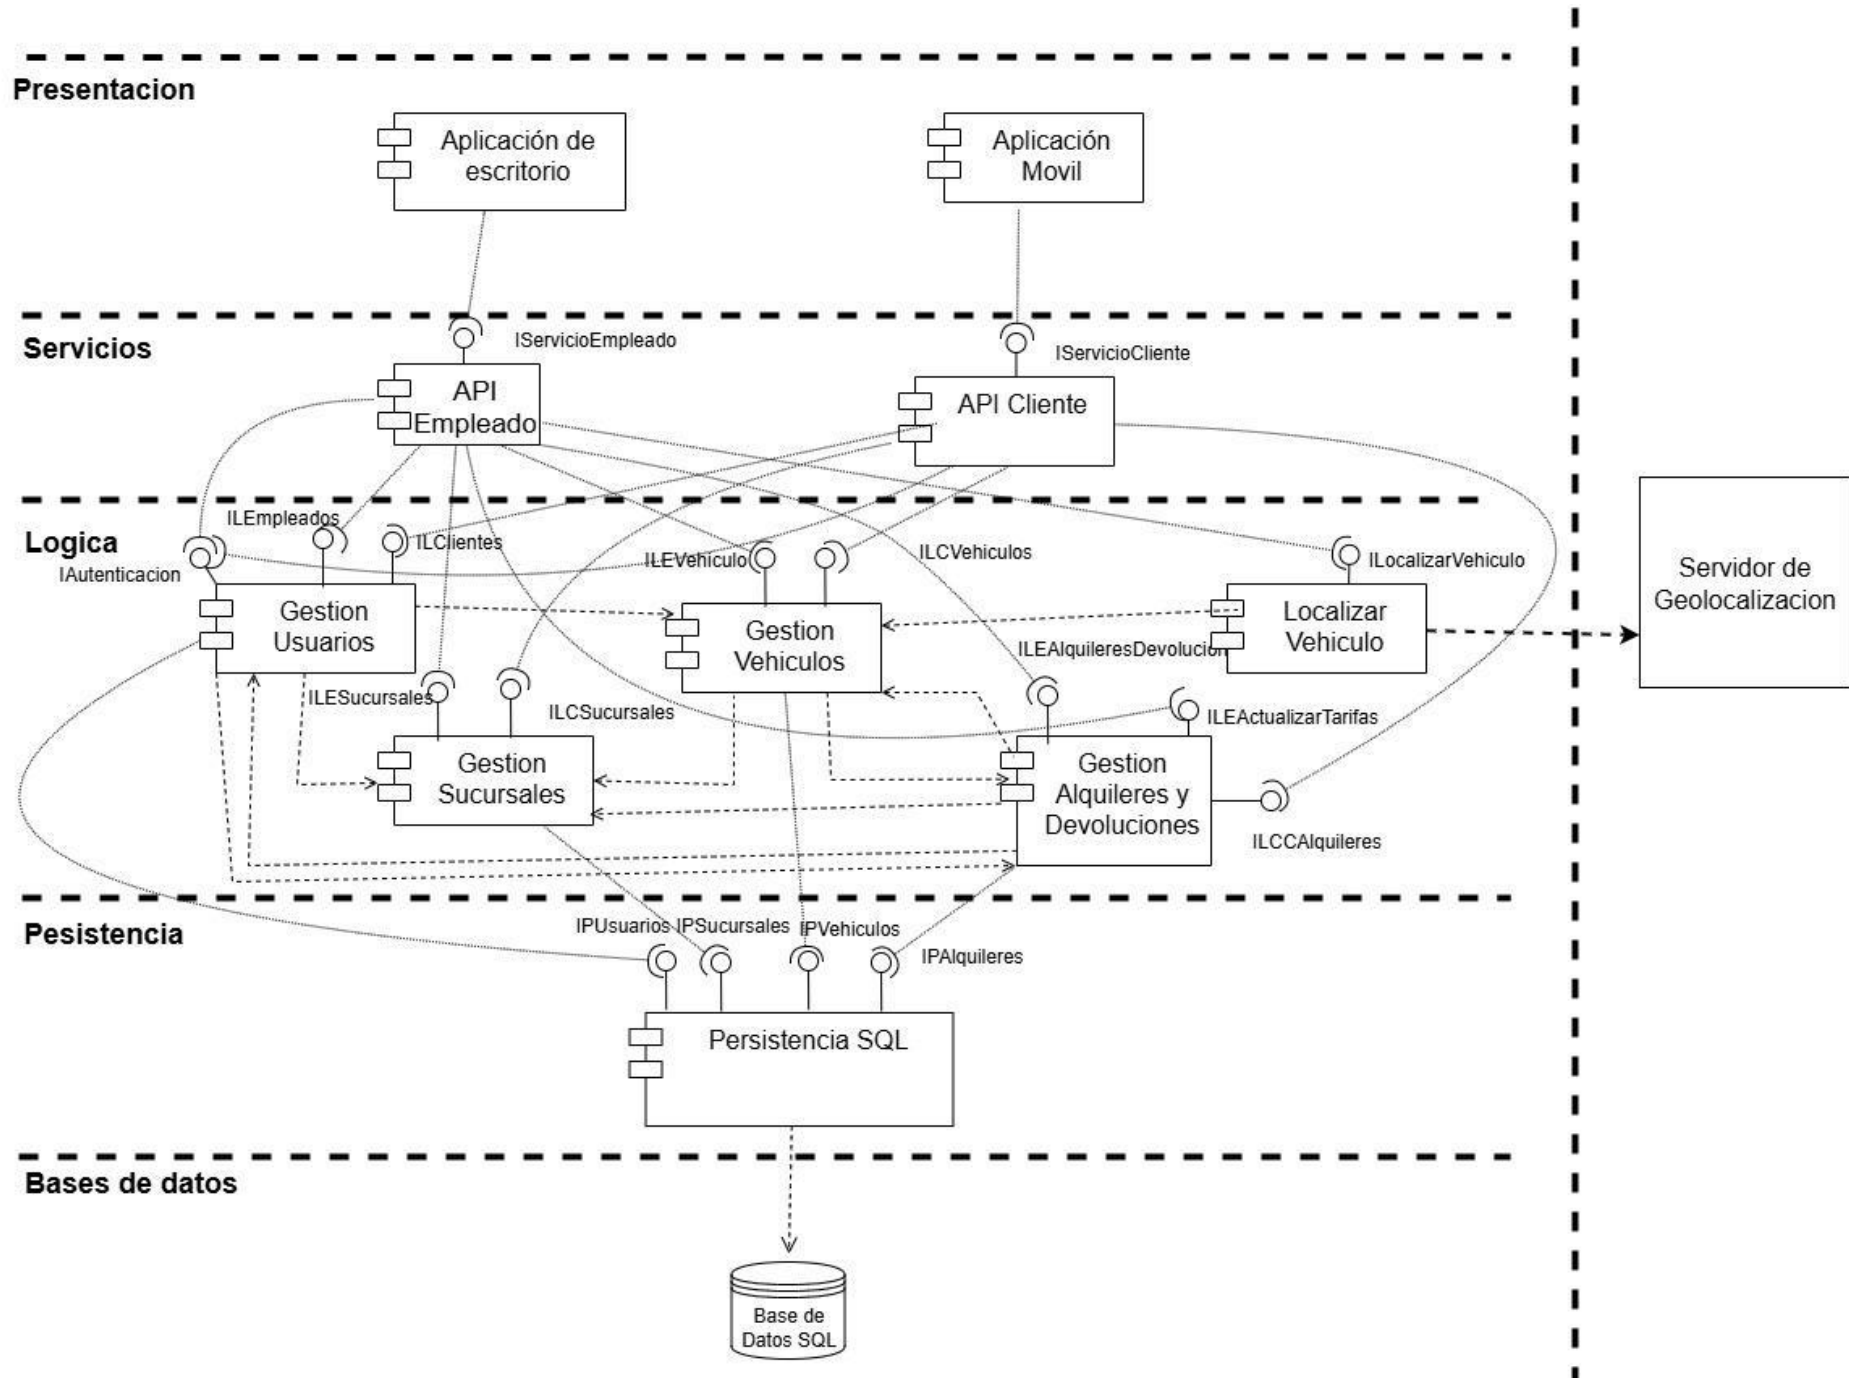 Presentacion
Aplicación de
escritorio
Aplicación
Movil
Servicios
IServicioEmpleado
IServicioCliente
API
Empleado
API Cliente
Logica
ILEmpleados
ILClientes
IAutenticacion
ILEVehiculo
ILCVehiculos
ILocalizarVehiculo
Servidor de
Geolocalizacion
Gestion
Usuarios
Gestion
Vehiculos
Localizar
Vehiculo
ILEAlquileresDevolucion
ILESucursales
ILCSucursales
ILEActualizarTarifas
Gestion
Sucursales
Gestion
Alquileres y
Devoluciones
ILCCAlquileres
Pesistencia
IPUsuarios
IPSucursales
IPVehiculos
IPAlquileres
Persistencia SQL
Bases de datos
Base de
Datos SQL